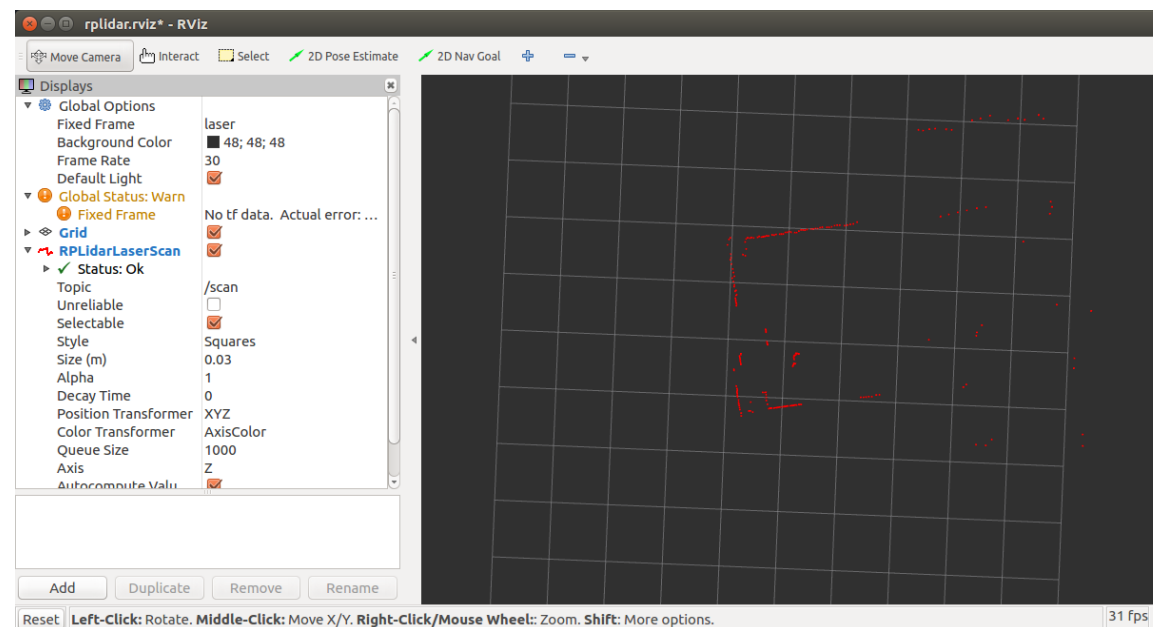 rplidar.rviz* - RViz
Move Camera Interact Select 2D Pose Estimate 2D Nav Goal
Displays
Global Options
Fixed Frame laser
Background Color 48; 48; 48
Frame Rate 30
Default Light
Global Status: Warn
Fixed Frame No tf data. Actual error: ...
Grid
RPLidarLaserScan
Status: Ok
Topic /scan
Unreliable
Selectable
Style Squares
Size (m) 0.03
Alpha 1
Decay Time 0
Position Transformer XYZ
Color Transformer AxisColor
Queue Size 1000
Axis Z
Autocompute Valu
Add Duplicate Remove Rename
Reset Left-Click: Rotate. Middle-Click: Move X/Y. Right-Click/Mouse Wheel:: Zoom. Shift: More options. 31 fps